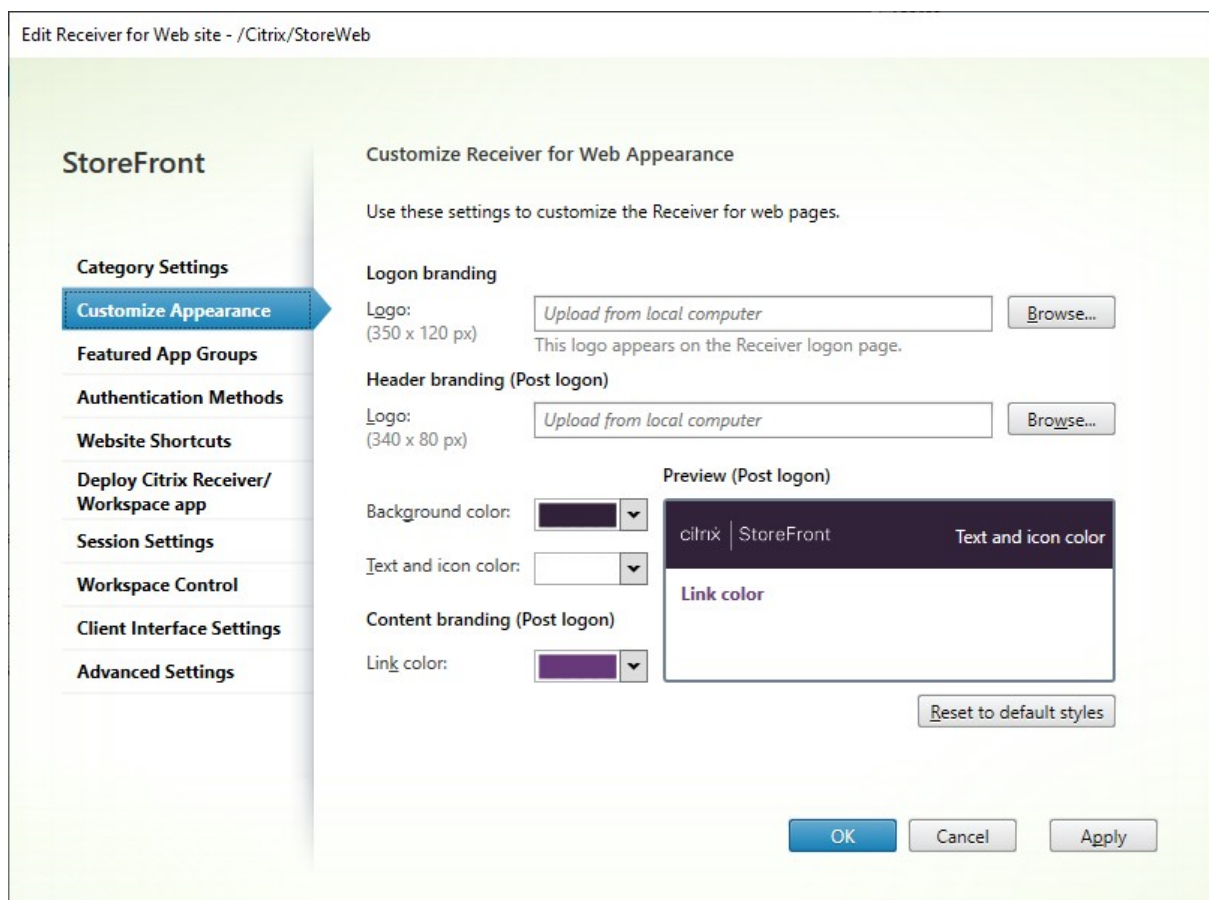 Edit Receiver for Web site - /Citrix/StoreWeb
StoreFront
Category Settings
Customize Appearance
Featured App Groups
Authentication Methods
Website Shortcuts
Deploy Citrix Receiver/
Workspace app
Session Settings
Workspace Control
Client Interface Settings
Advanced Settings
Customize Receiver for Web Appearance
Use these settings to customize the Receiver for web pages.
Logon branding
Logo:
(350 x 120 px)
Upload from local computer
Browse...
This logo appears on the Receiver logon page.
Header branding (Post logon)
Logo:
(340 x 80 px)
Upload from local computer
Browse...
Background color:
Text and icon color:
Preview (Post logon)
citrix | StoreFront
Text and icon color
Link color
Content branding (Post logon)
Link color:
Reset to default styles
OK
Cancel
Apply